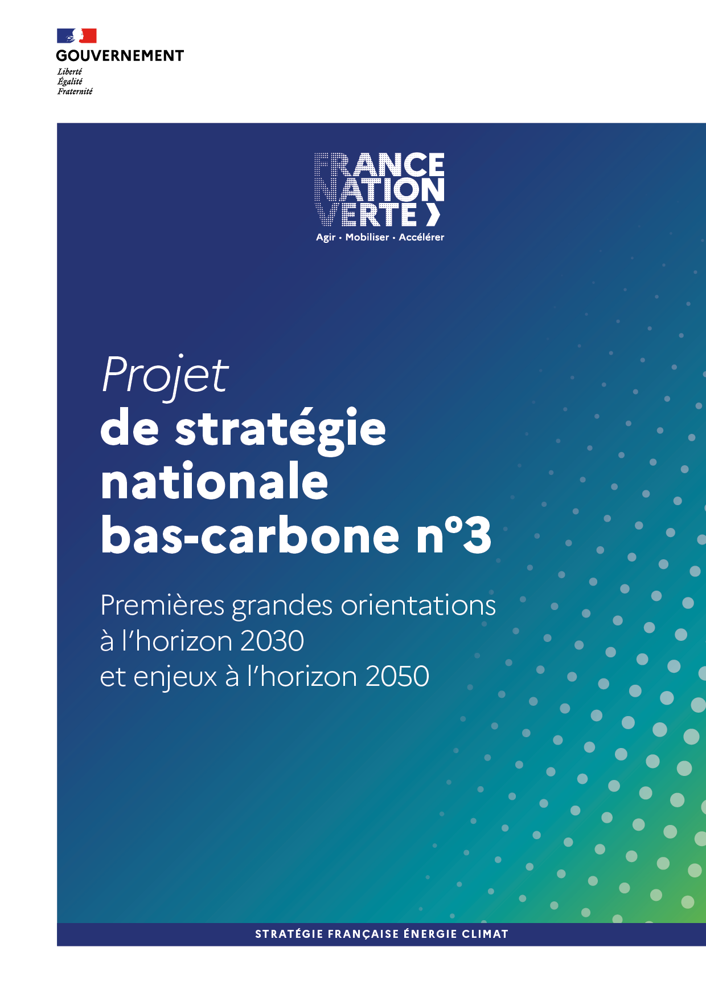 GOUVERNEMENT
Liberté
Égalité
Fraternité
FRANCE
NATION
VERTE
Agir • Mobiliser • Accélérer
Projet
de stratégie
nationale
bas-carbone n°3
Premières grandes orientations
à l’horizon 2030
et enjeux à l’horizon 2050
STRATÉGIE FRANÇAISE ÉNERGIE CLIMAT